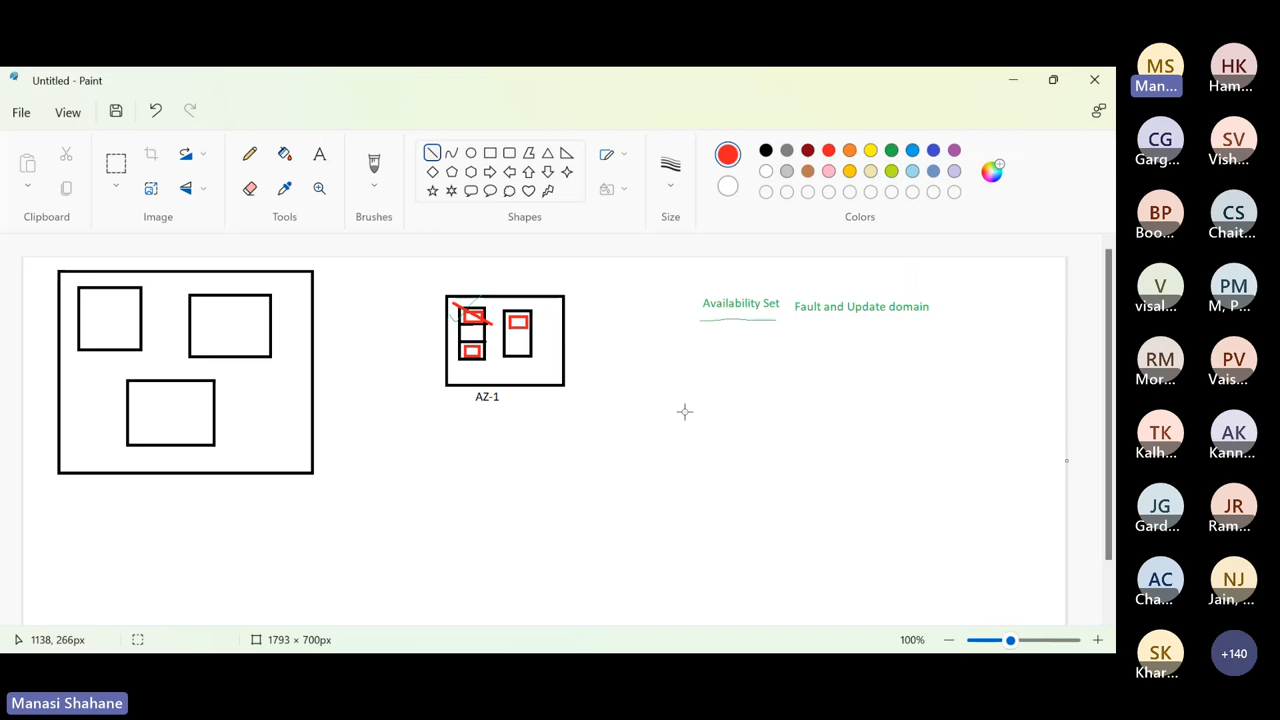 Untitled - Paint
File
View
Clipboard
Image
Tools
Brushes
Shapes
Size
Colors
Availability Set
Fault and Update domain
AZ-1
1138, 266px
1793 × 700px
100%
Manasi Shahane
MS
Man...
HK
Ham...
CG
Garg...
SV
Vish...
BP
Boo...
CS
Chait...
V
visal...
PM
M, P...
RM
Mor...
PV
Vais...
TK
Kalh...
AK
Kann...
JG
Gard...
JR
Ram...
AC
Cha...
NJ
Jain, ...
SK
Khar...
+140